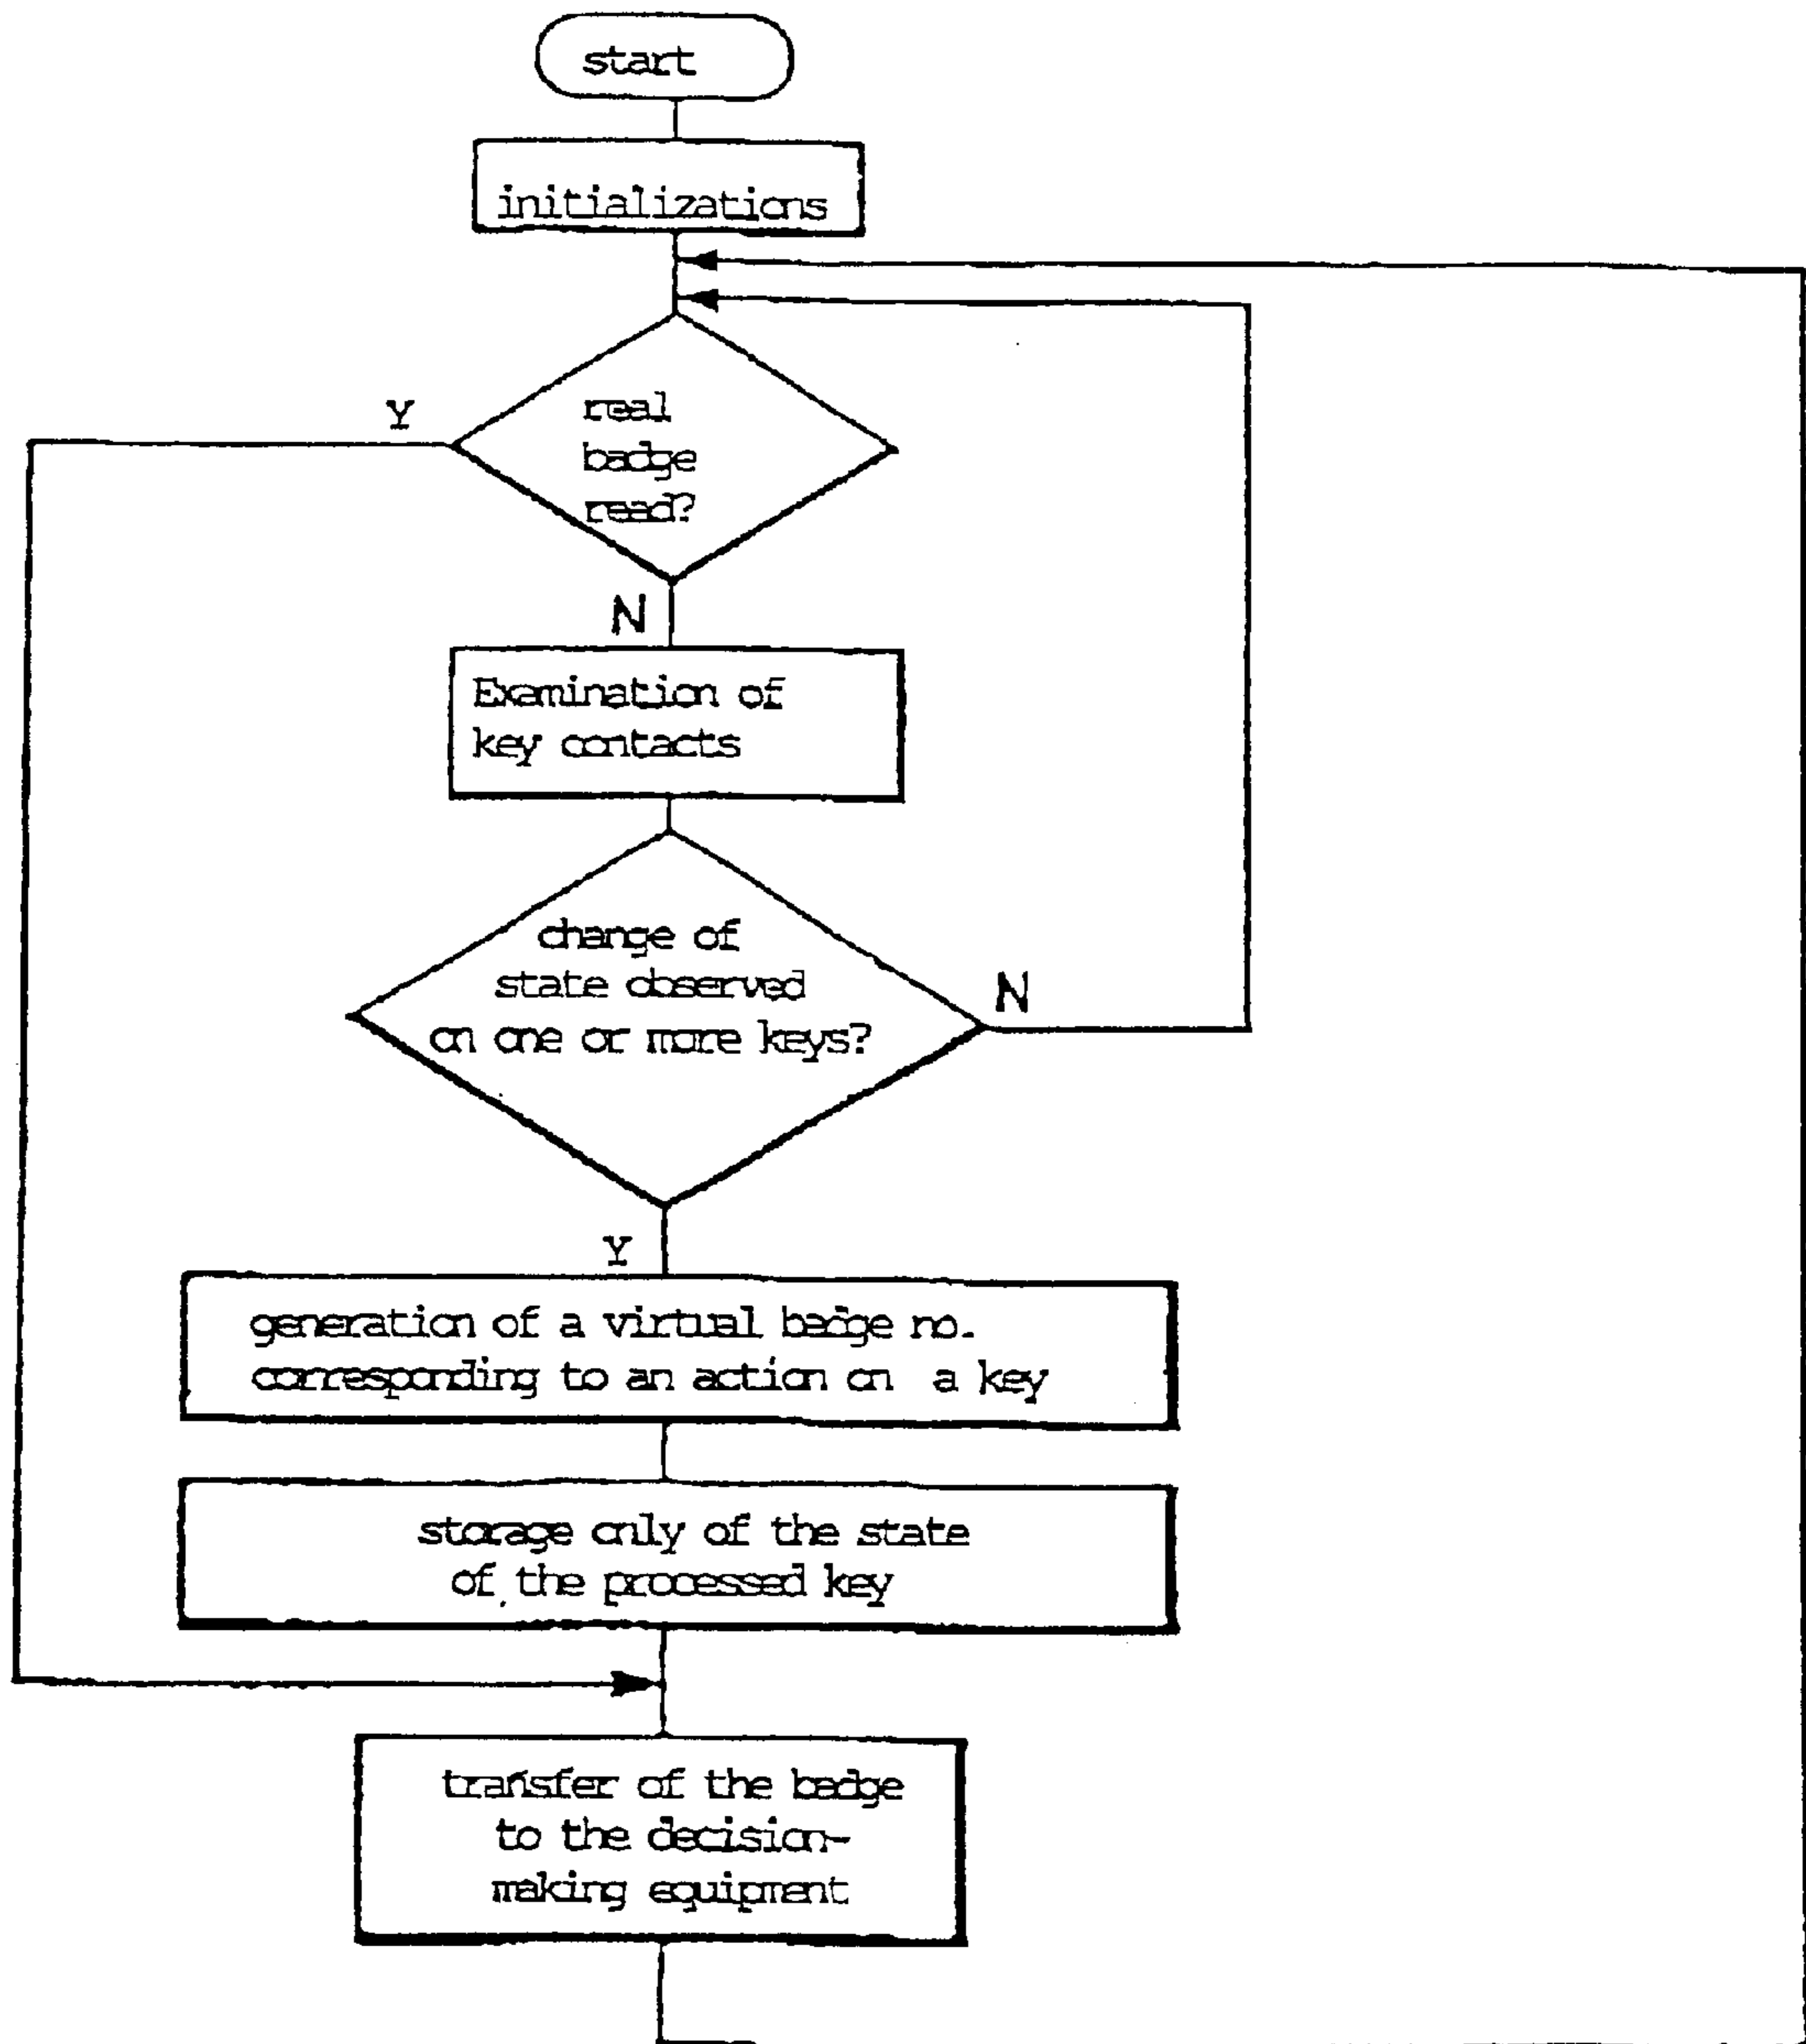 start
initializations
Y
real
badge
read?
N
Examination of
key contacts
change of
state observed
on one or more keys?
N
Y
generation of a virtual badge no.
corresponding to an action on a key
storage only of the state
of the processed key
transfer of the badge
to the decision-
making equipment